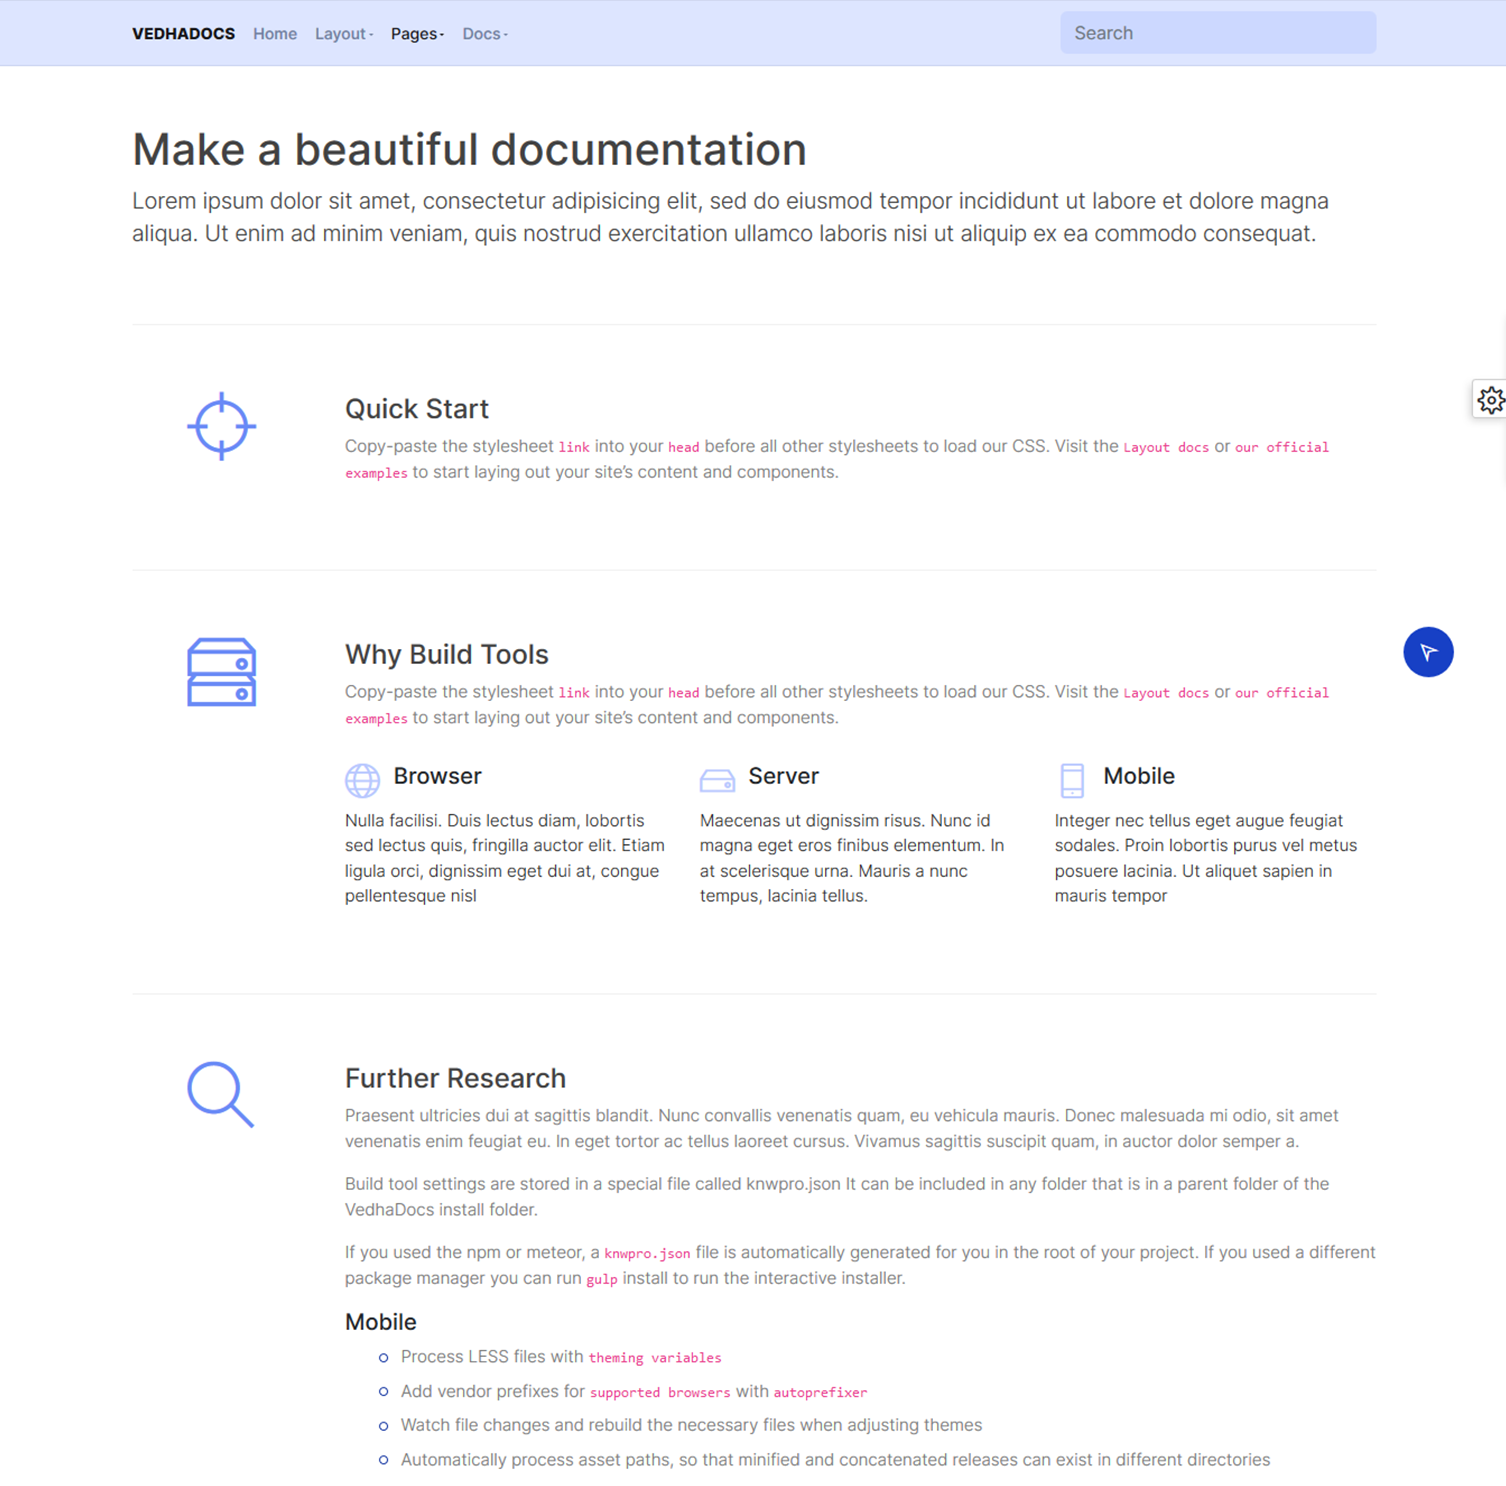 VEDHADOCS Home Layout Pages Docs Search
Make a beautiful documentation
Lorem ipsum dolor sit amet, consectetur adipisicing elit, sed do eiusmod tempor incididunt ut labore et dolore magna
aliqua. Ut enim ad minim veniam, quis nostrud exercitation ullamco laboris nisi ut aliquip ex ea commodo consequat.
Quick Start
Copy-paste the stylesheet link into your head before all other stylesheets to load our CSS. Visit the Layout docs or our official
examples to start laying out your site's content and components.
Why Build Tools
Copy-paste the stylesheet link into your head before all other stylesheets to load our CSS. Visit the Layout docs or our official
examples to start laying out your site's content and components.
Browser
Nulla facilisi. Duis lectus diam, lobortis
sed lectus quis, fringilla auctor elit. Etiam
ligula orci, dignissim eget dui at, congue
pellentesque nisl
Server
Maecenas ut dignissim risus. Nunc id
magna eget eros finibus elementum. In
at scelerisque urna. Mauris a nunc
tempus, lacinia tellus.
Mobile
Integer nec tellus eget augue feugiat
sodales. Proin lobortis purus vel metus
posuere lacinia. Ut aliquet sapien in
mauris tempor
Further Research
Praesent ultricies dui at sagittis blandit. Nunc convallis venenatis quam, eu vehicula mauris. Donec malesuada mi odio, sit amet
venenatis enim feugiat eu. In eget tortor ac tellus laoreet cursus. Vivamus sagittis suscipit quam, in auctor dolor semper a.
Build tool settings are stored in a special file called knwpro.json It can be included in any folder that is in a parent folder of the
VedhaDocs install folder.
If you used the npm or meteor, a knwpro.json file is automatically generated for you in the root of your project. If you used a different
package manager you can run gulp install to run the interactive installer.
Mobile
Process LESS files with theming variables
Add vendor prefixes for supported browsers with autoprefixer
Watch file changes and rebuild the necessary files when adjusting themes
Automatically process asset paths, so that minified and concatenated releases can exist in different directories